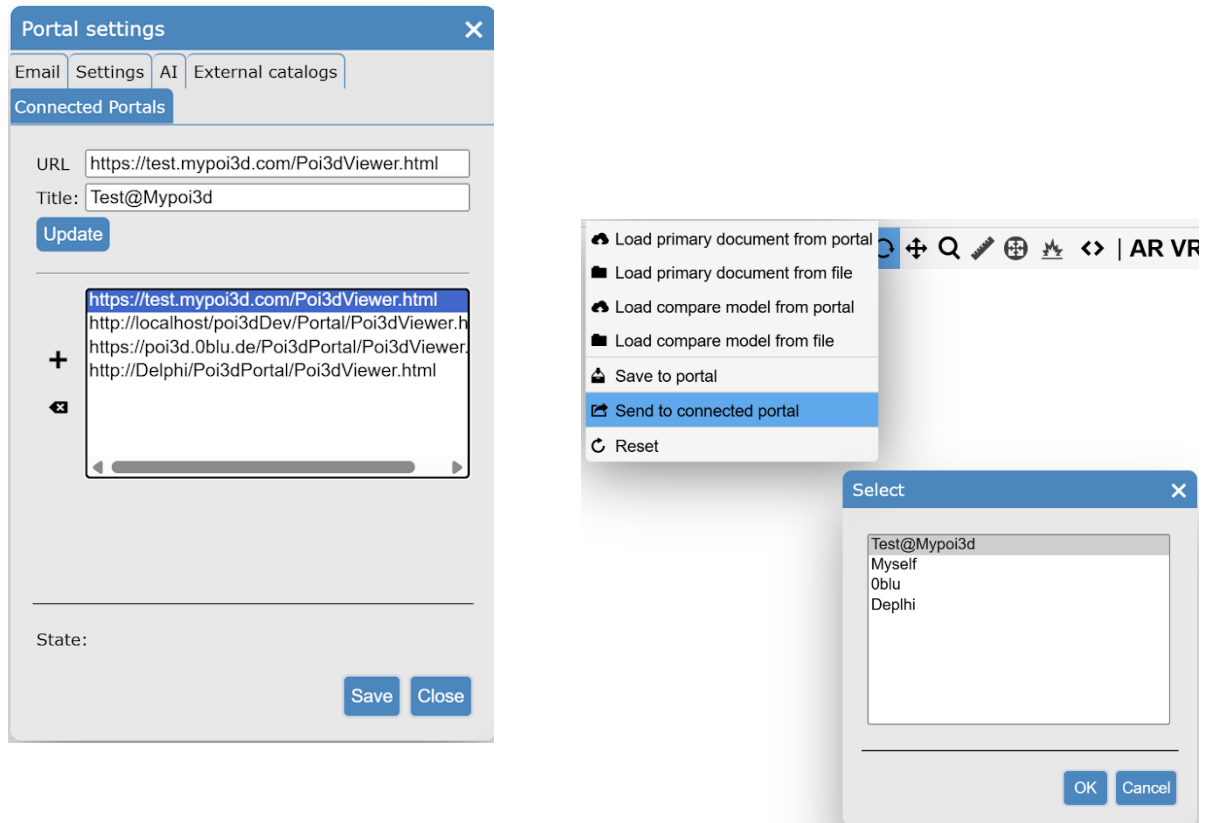 Portal settings
Email Settings AI External catalogs
Connected Portals
URL https://test.mypoi3d.com/Poi3dViewer.html
Title: Test@Mypoi3d
Update
https://test.mypoi3d.com/Poi3dViewer.html
http://localhost/poi3dDev/Portal/Poi3dViewer.h
https://poi3d.0blu.de/Poi3dPortal/Poi3dViewer.
http://Delphi/Poi3dPortal/Poi3dViewer.html
State:
Save Close
Load primary document from portal
Load primary document from file
Load compare model from portal
Load compare model from file
Save to portal
Send to connected portal
Reset
| AR VR
Select
Test@Mypoi3d
Myself
0blu
Deplhi
OK Cancel